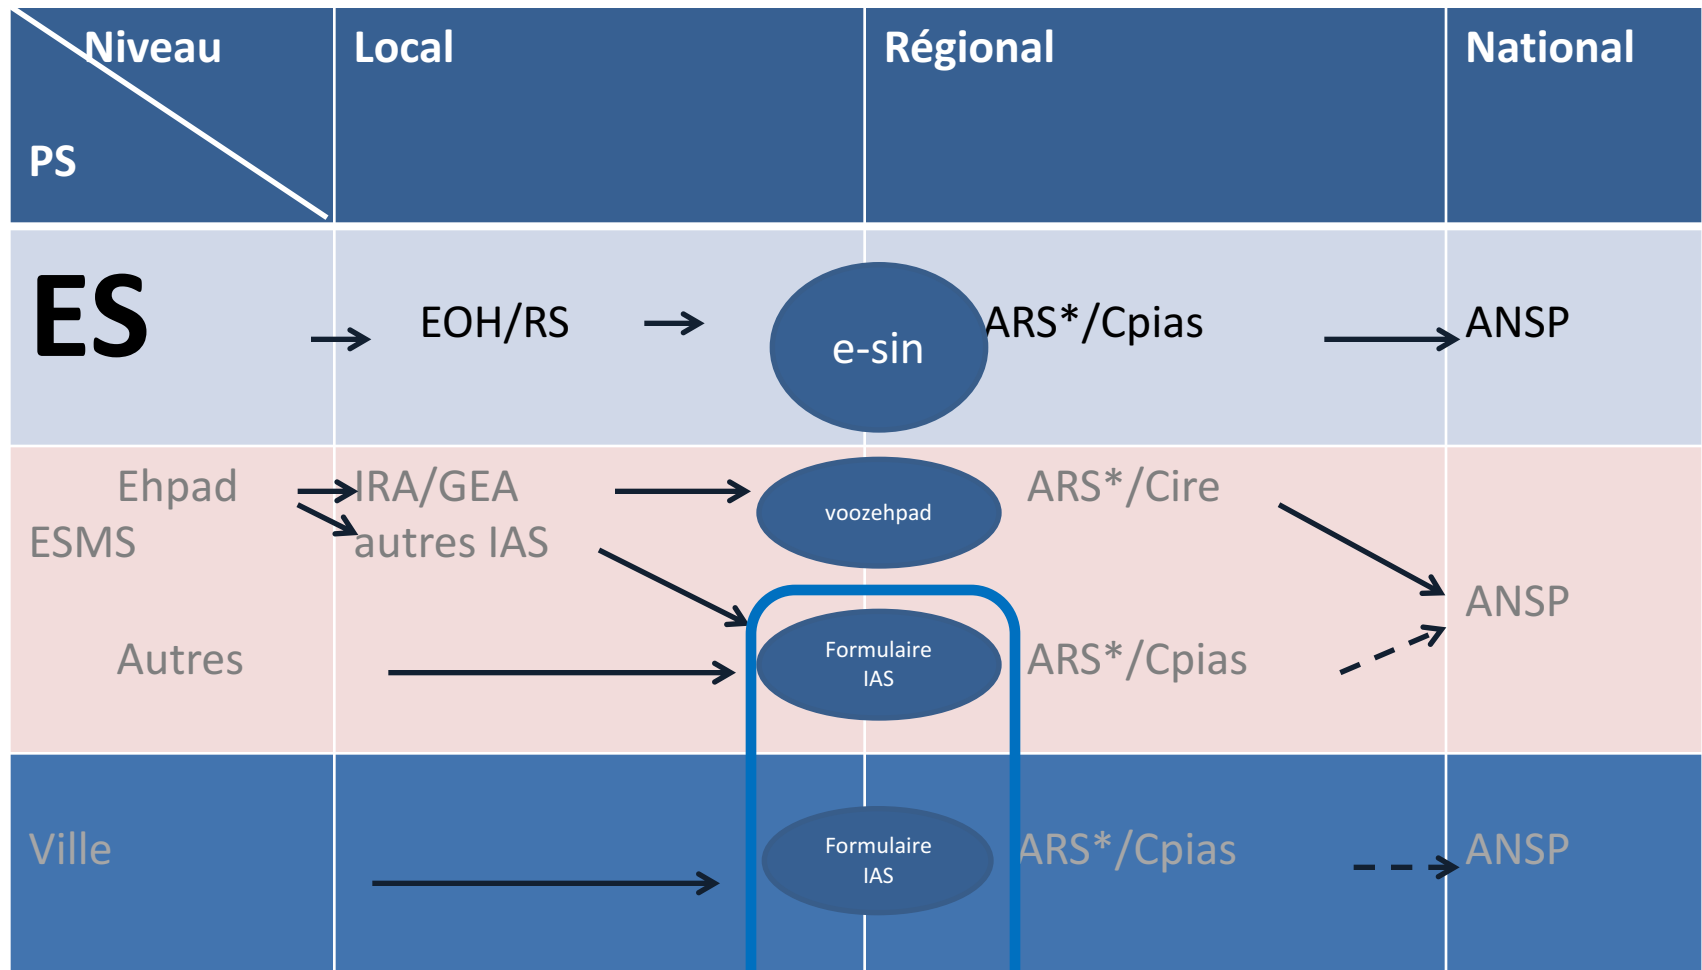 Niveau Local Régional National
PS
ES EOH/RS e-sin ARS*/Cpias ANSP
Ehpad IRA/GEA voozehpad ARS*/Cire
ESMS autres IAS
ANSP
Autres Formulaire ARS*/Cpias
IAS
Ville Formulaire ARS*/Cpias ANSP
IAS